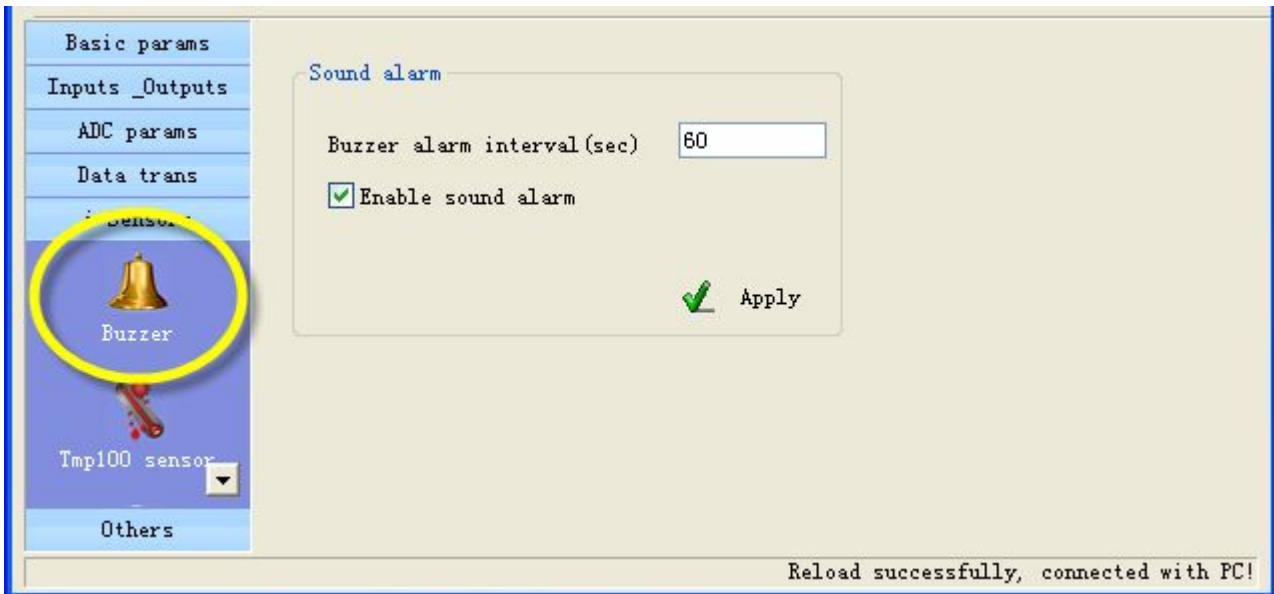 Basic params
Inputs _Outputs
ADC params
Data trans
Sensors
Buzzer
Tmp100 sensor
Others
Sound alarm
Buzzer alarm interval(sec)
60
Enable sound alarm
Apply
Reload successfully, connected with PC!